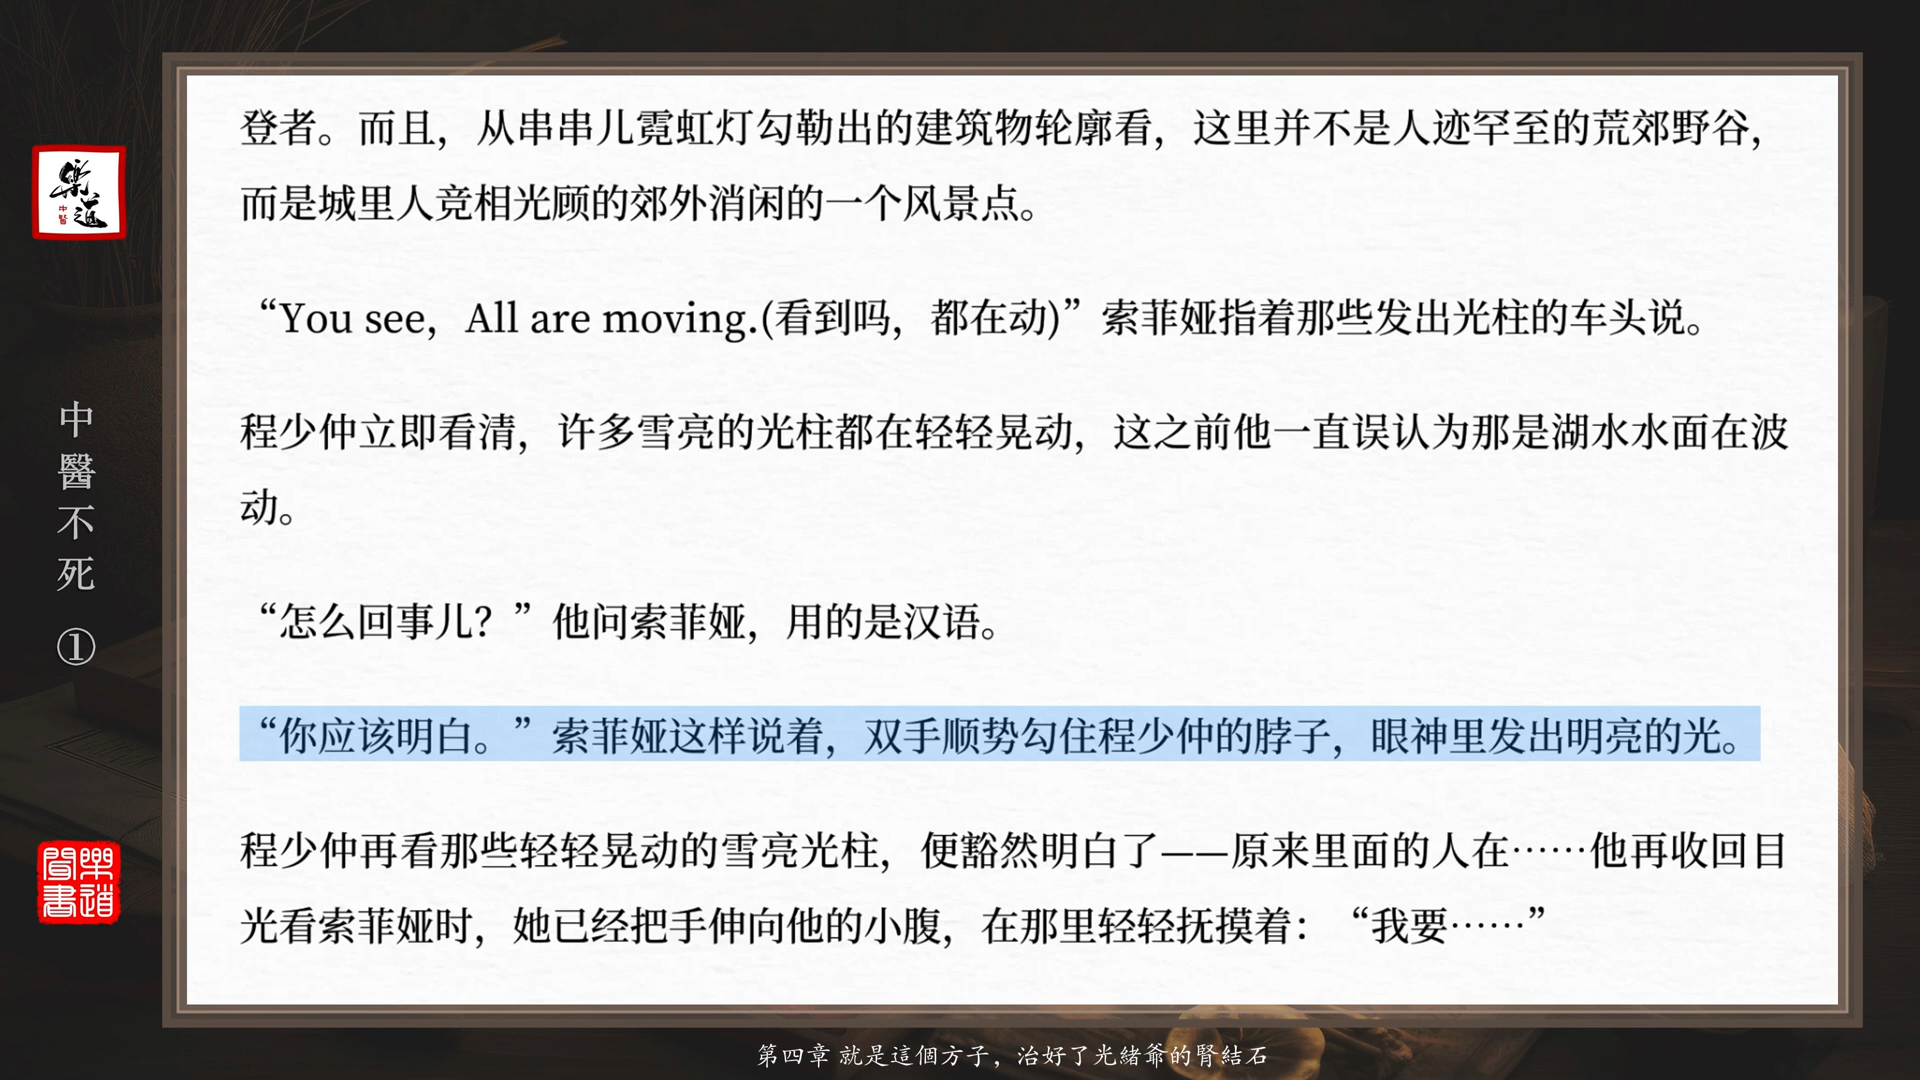 樂道
中醫
中醫不死①
樂道
閱書
登者。而且，从串串儿霓虹灯勾勒出的建筑物轮廓看，这里并不是人迹罕至的荒郊野谷，
而是城里人竞相光顾的郊外消闲的一个风景点。
“You see，All are moving.(看到吗，都在动)”索菲娅指着那些发出光柱的车头说。
程少仲立即看清，许多雪亮的光柱都在轻轻晃动，这之前他一直误认为那是湖水水面在波
动。
“怎么回事儿？”他问索菲娅，用的是汉语。
“你应该明白。”索菲娅这样说着，双手顺势勾住程少仲的脖子，眼神里发出明亮的光。
程少仲再看那些轻轻晃动的雪亮光柱，便豁然明白了——原来里面的人在……他再收回目
光看索菲娅时，她已经把手伸向他的小腹，在那里轻轻抚摸着：“我要……”
第四章 就是這個方子，治好了光緒爺的腎結石